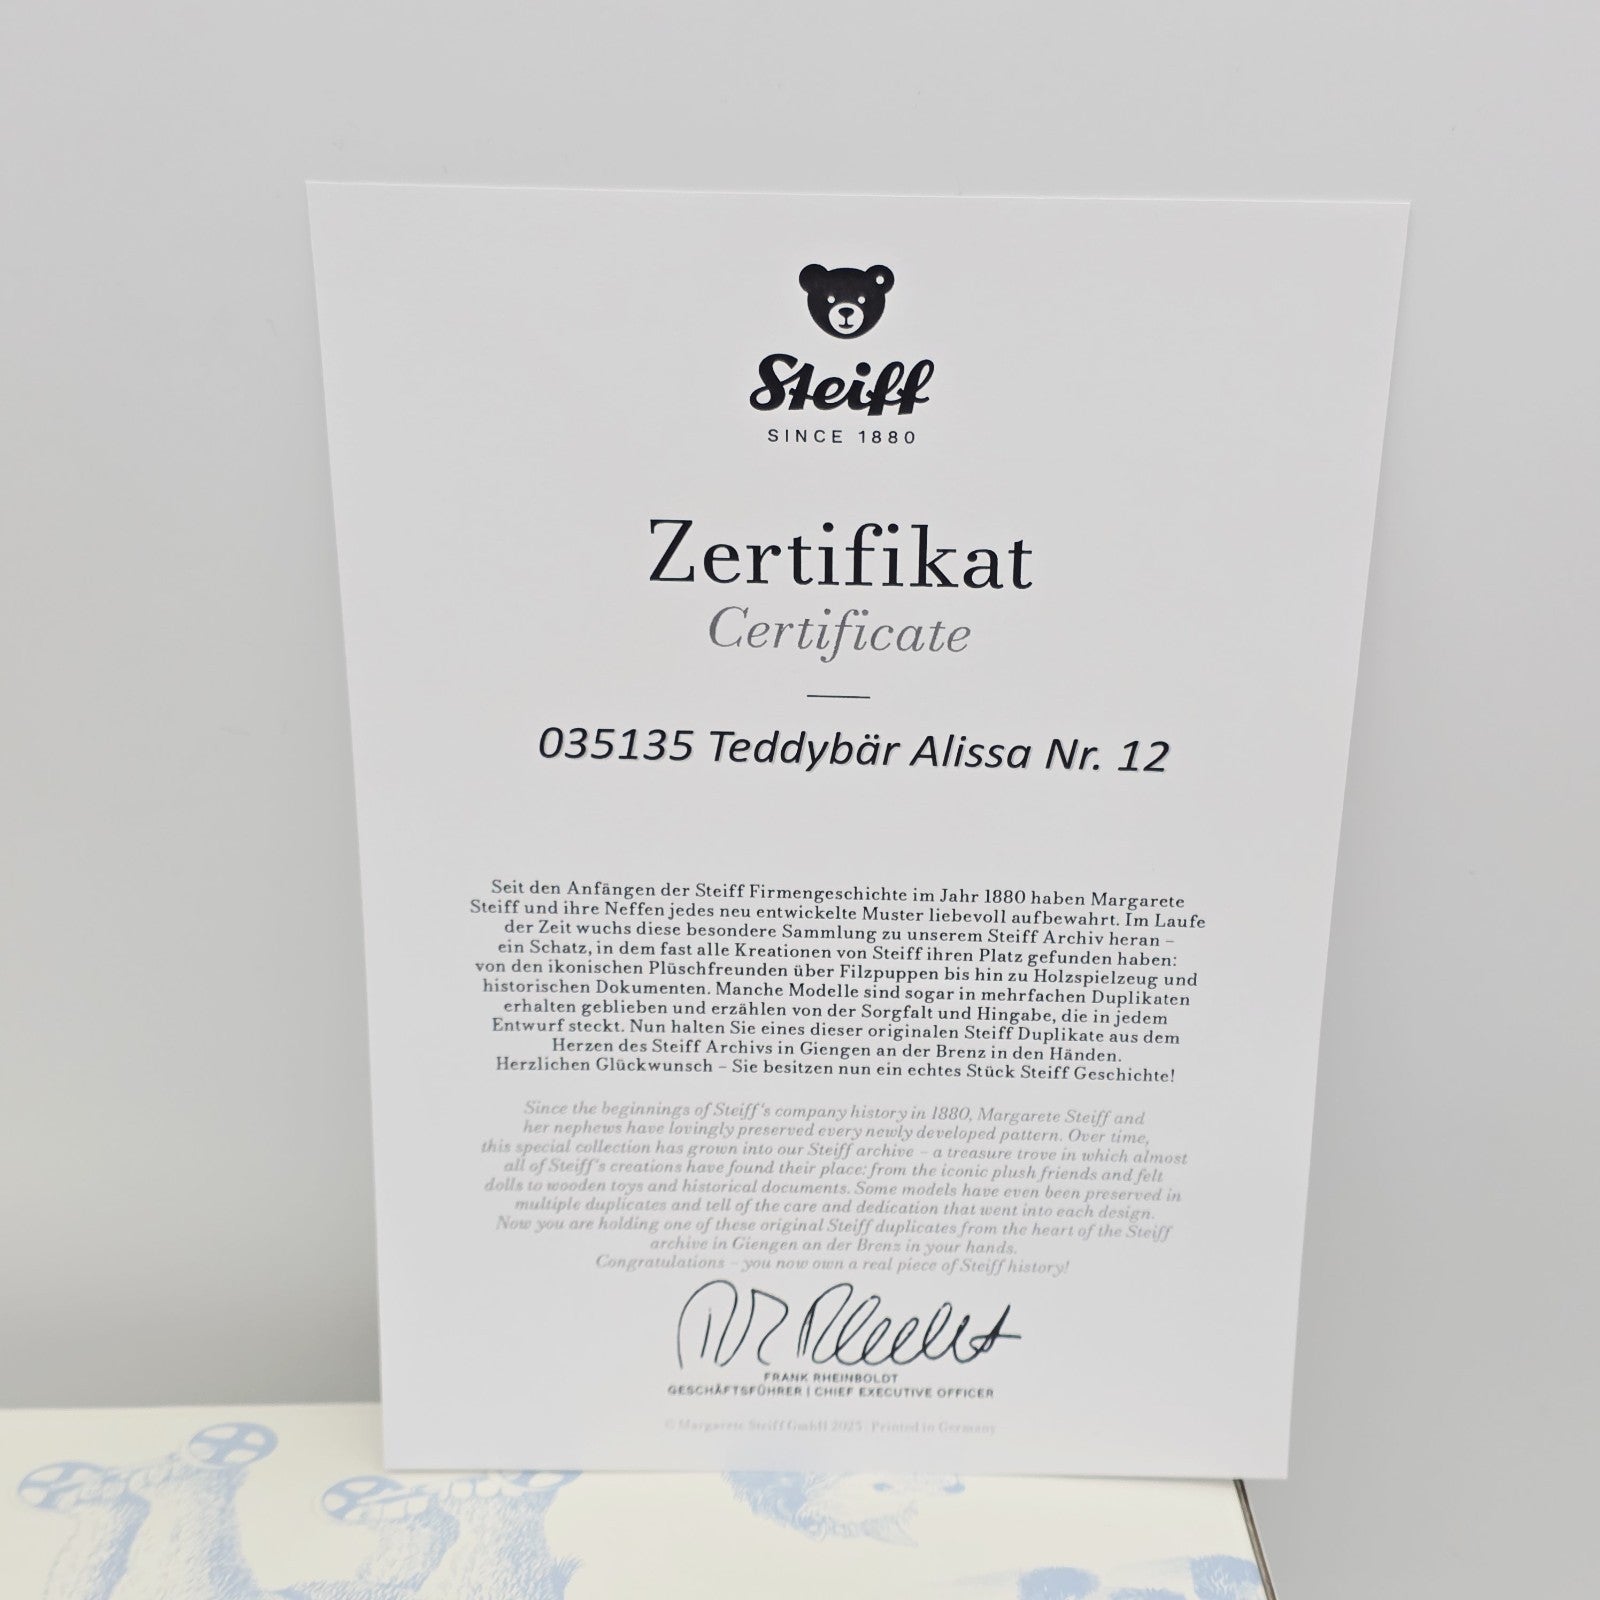 Steiff
SINCE 1880
Zertifikat
Certificate
035135 Teddybär Alissa Nr. 12
Seit den Anfängen der Steiff Firmengeschichte im Jahr 1880 haben Margarete
Steiff und ihre Neffen jedes neu entwickelte Muster liebevoll aufbewahrt. Im Laufe
der Zeit wuchs diese besondere Sammlung zu unserem Steiff Archiv heran –
ein Schatz, in dem fast alle Kreationen von Steiff ihren Platz gefunden haben:
von den ikonischen Plüschfreunden über Filzpuppen bis hin zu Holzspielzeug und
historischen Dokumenten. Manche Modelle sind sogar in mehrfachen Duplikaten
erhalten geblieben und erzählen von der Sorgfalt und Hingabe, die in jedem
Entwurf steckt. Nun halten Sie eines dieser originalen Steiff Duplikate aus dem
Herzen des Steiff Archivs in Giengen an der Brenz in den Händen.
Herzlichen Glückwunsch – Sie besitzen nun ein echtes Stück Steiff Geschichte!
Since the beginnings of Steiff's company history in 1880, Margarete Steiff and
her nephews have lovingly preserved every newly developed pattern. Over time,
this special collection has grown into our Steiff archive – a treasure trove in which almost
all of Steiff's creations have found their place: from the iconic plush friends and felt
dolls to wooden toys and historical documents. Some models have even been preserved in
multiple duplicates and tell of the care and dedication that went into each design.
Now you are holding one of these original Steiff duplicates from the heart of the Steiff
archive in Giengen an der Brenz in your hands.
Congratulations – you now own a real piece of Steiff history!
FRANK RHEINBOLDT
GESCHÄFTSFÜHRER | CHIEF EXECUTIVE OFFICER
© Margarete Steiff GmbH 2025 · Printed in Germany